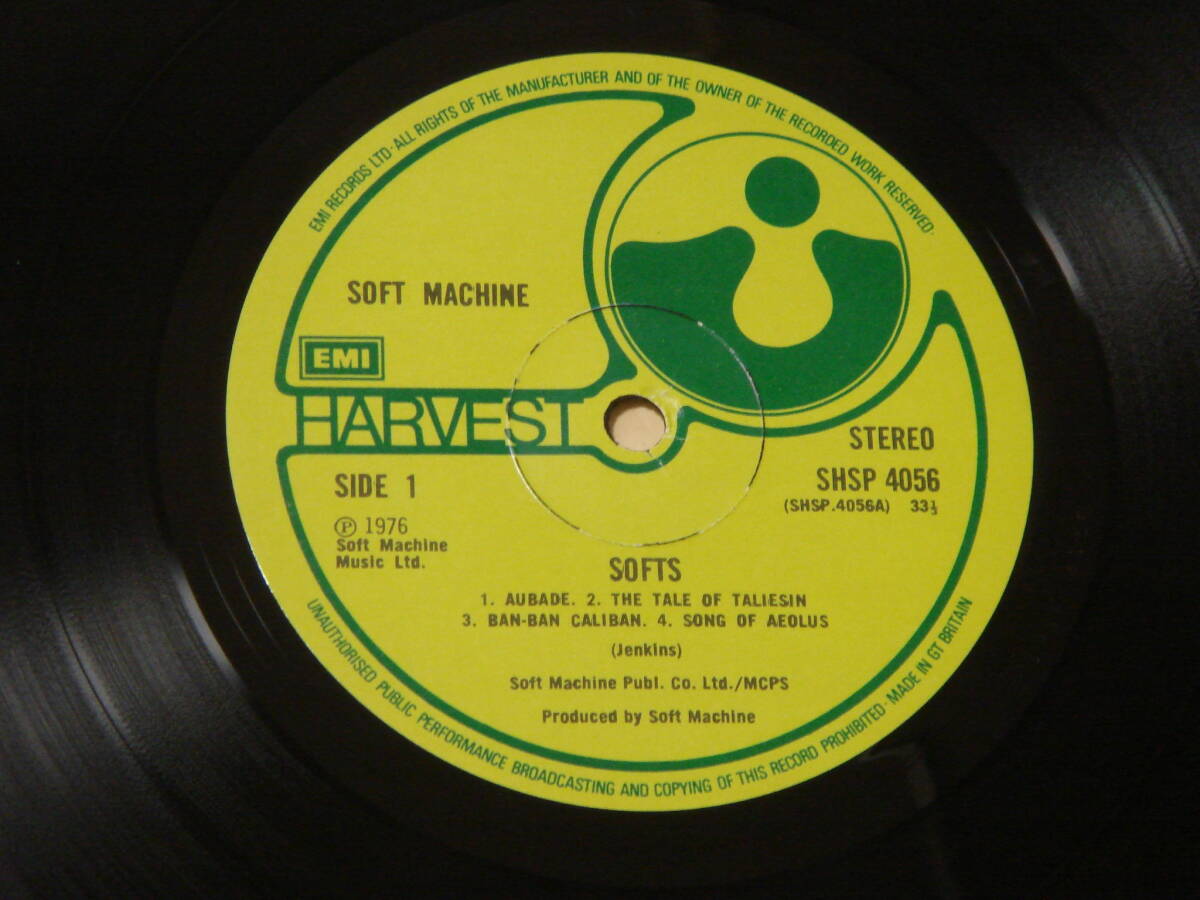 EMI RECORDS LTD·ALL RIGHTS OF THE MANUFACTURER AND OF THE OWNER OF THE RECORDED WORK RESERVED·
SOFT MACHINE
EMI
HARVEST
STEREO
SIDE 1
SHSP 4056
(SHSP.4056A) 33⅓
Ⓟ 1976
Soft Machine
Music Ltd.
SOFTS
1. AUBADE. 2. THE TALE OF TALIESIN
3. BAN-BAN CALIBAN. 4. SONG OF AEOLUS
(Jenkins)
Soft Machine Publ. Co. Ltd./MCPS
Produced by Soft Machine
UNAUTHORISED PUBLIC PERFORMANCE BROADCASTING AND COPYING OF THIS RECORD PROHIBITED·MADE IN GT BRITAIN